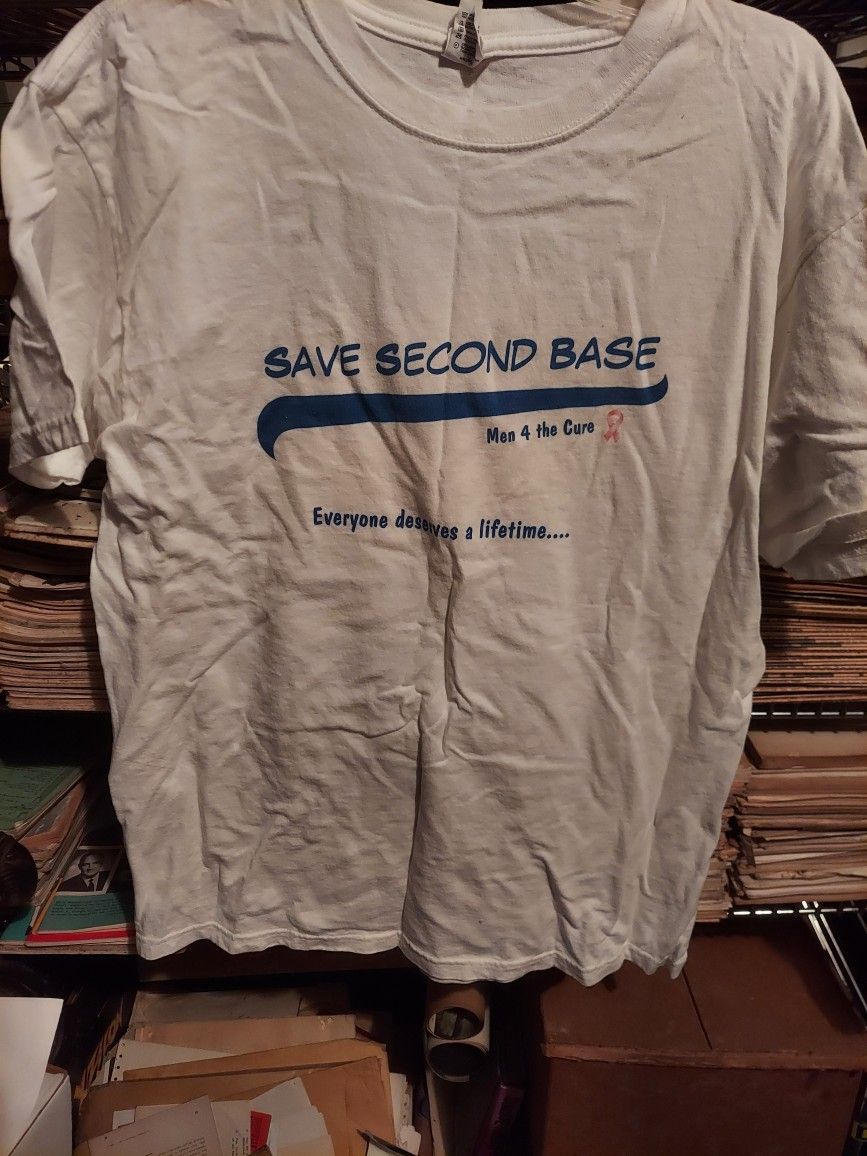 SAVE SECOND BASE
Men 4 the Cure
Everyone deserves a lifetime....